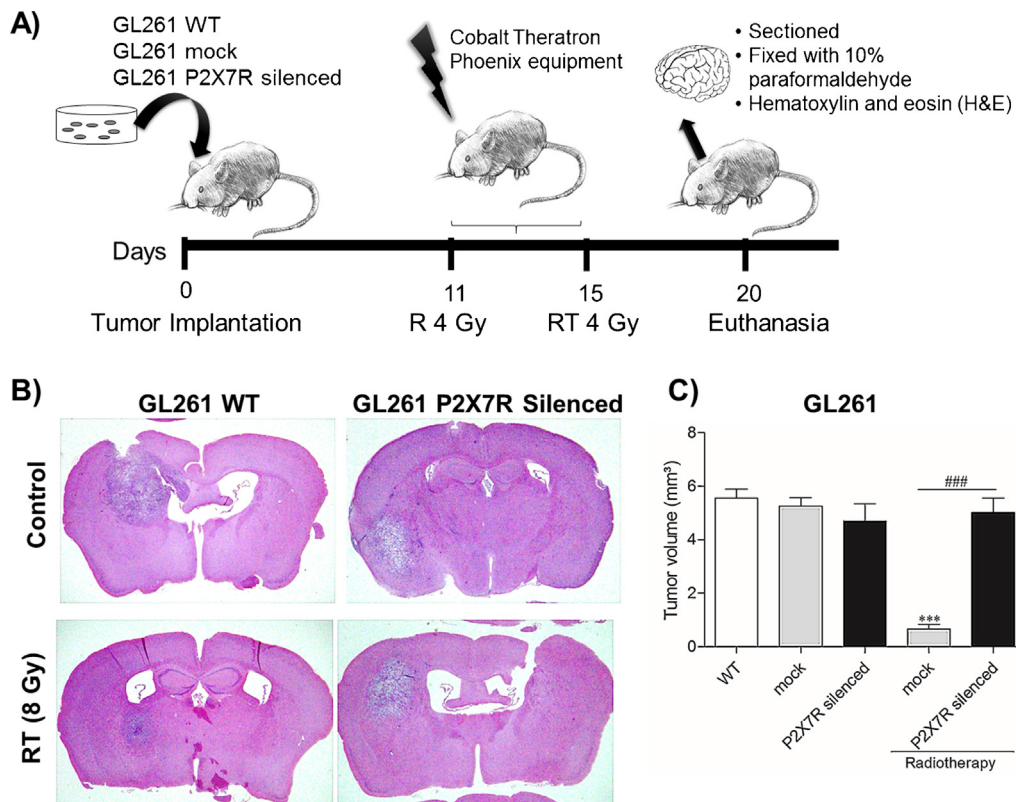 A)
GL261 WT
GL261 mock
GL261 P2X7R silenced
Cobalt Theratron
Phoenix equipment
• Sectioned
• Fixed with 10%
paraformaldehyde
• Hematoxylin and eosin (H&E)
Days
0
11
15
20
Tumor Implantation
R 4 Gy
RT 4 Gy
Euthanasia
B)
GL261 WT
GL261 P2X7R Silenced
Control
RT (8 Gy)
C)
GL261
Tumor volume (mm³)
8
6
4
2
0
###
***
WT
mock
P2X7R silenced
mock
P2X7R silenced
Radiotherapy